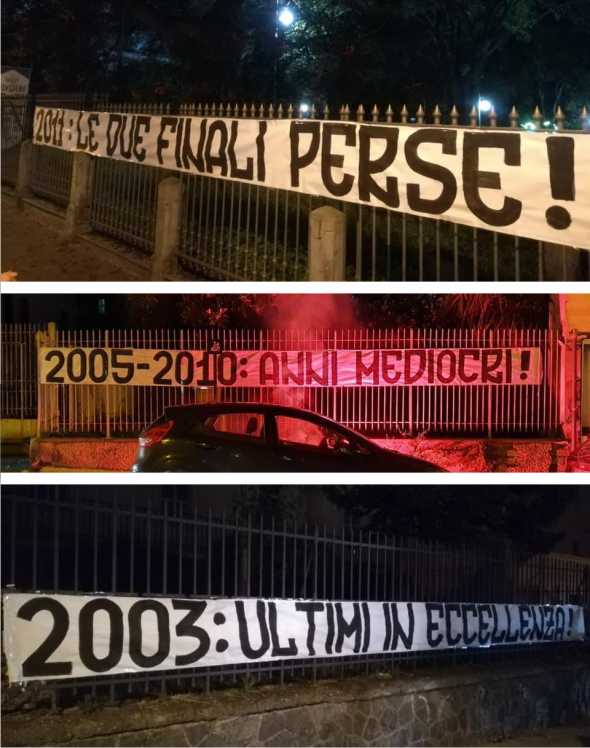 2011: LE DUE FINALI PERSE!
2005-2010: ANNI MEDIOCRI!
2003: ULTIMI IN ECCELLENZA!